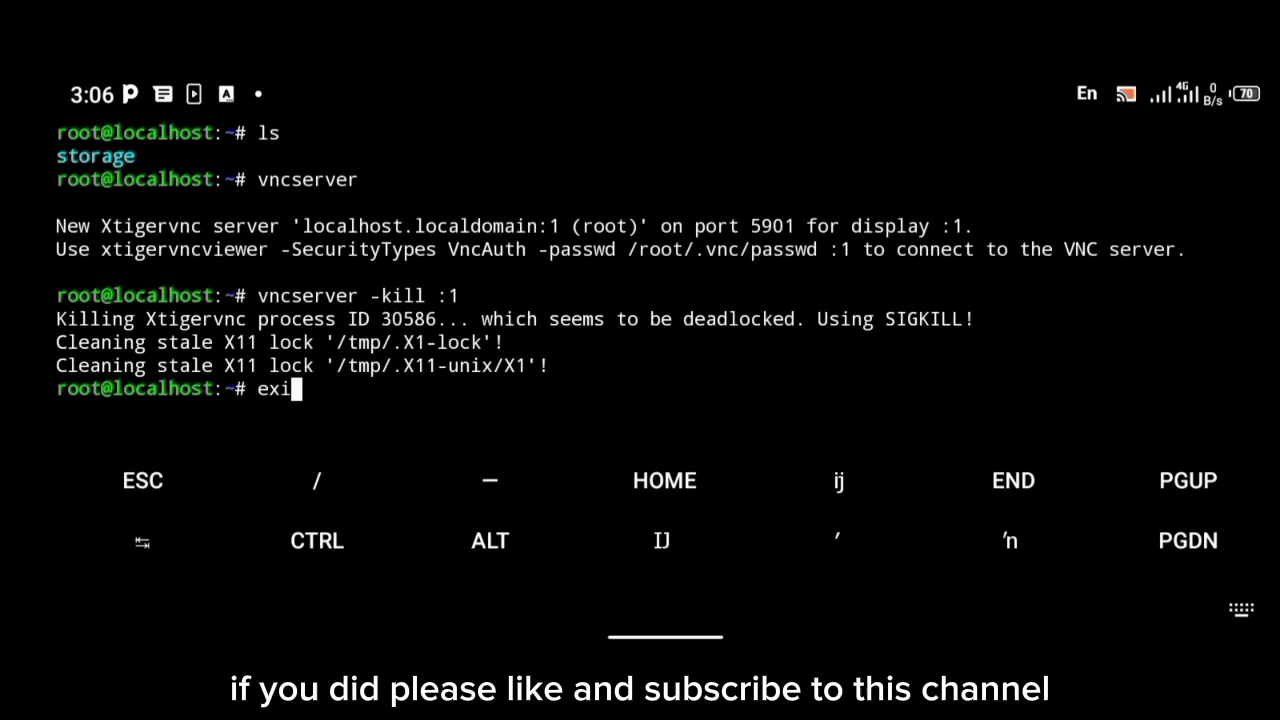 3:06 En 4G 0 B/s 70
root@localhost:~# ls
storage
root@localhost:~# vncserver
New Xtigervnc server 'localhost.localdomain:1 (root)' on port 5901 for display :1.
Use xtigervncviewer -SecurityTypes VncAuth -passwd /root/.vnc/passwd :1 to connect to the VNC server.
root@localhost:~# vncserver -kill :1
Killing Xtigervnc process ID 30586... which seems to be deadlocked. Using SIGKILL!
Cleaning stale X11 lock '/tmp/.X1-lock'!
Cleaning stale X11 lock '/tmp/.X11-unix/X1'!
root@localhost:~# exi
ESC / — HOME ĳ END PGUP
↹ CTRL ALT IJ ′ ŉ PGDN
if you did please like and subscribe to this channel